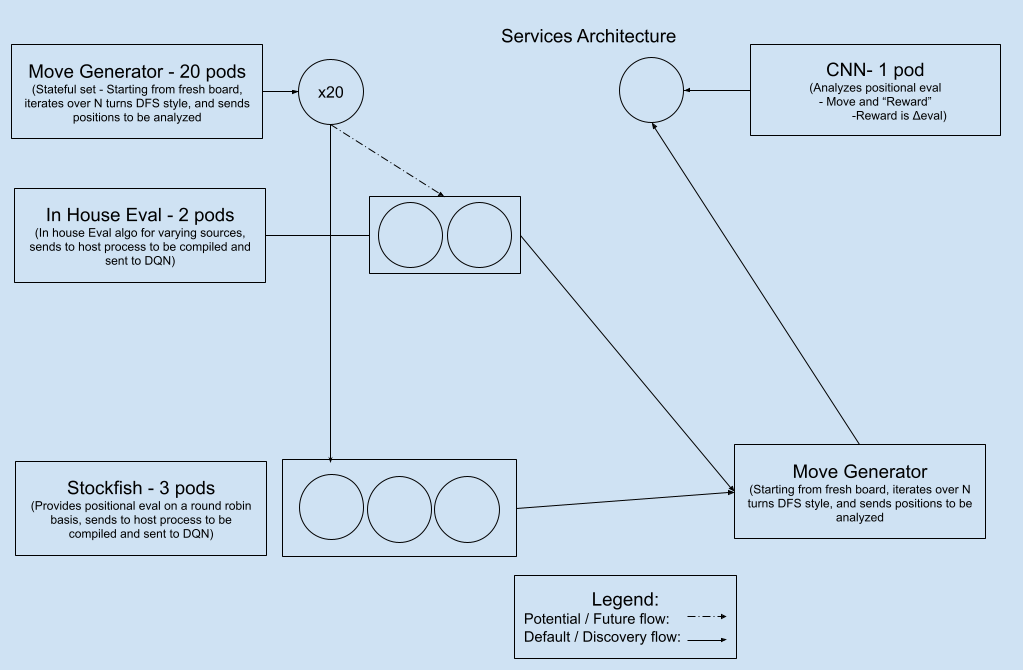 Services Architecture
Move Generator - 20 pods
(Stateful set - Starting from fresh board,
iterates over N turns DFS style, and sends
positions to be analyzed
x20
CNN- 1 pod
(Analyzes positional eval
- Move and “Reward”
-Reward is Δeval)
In House Eval - 2 pods
(In house Eval algo for varying sources,
sends to host process to be compiled and
sent to DQN)
Stockfish - 3 pods
(Provides positional eval on a round robin
basis, sends to host process to be
compiled and sent to DQN)
Move Generator
(Starting from fresh board, iterates over N
turns DFS style, and sends positions to be
analyzed
Legend:
Potential / Future flow:
Default / Discovery flow: